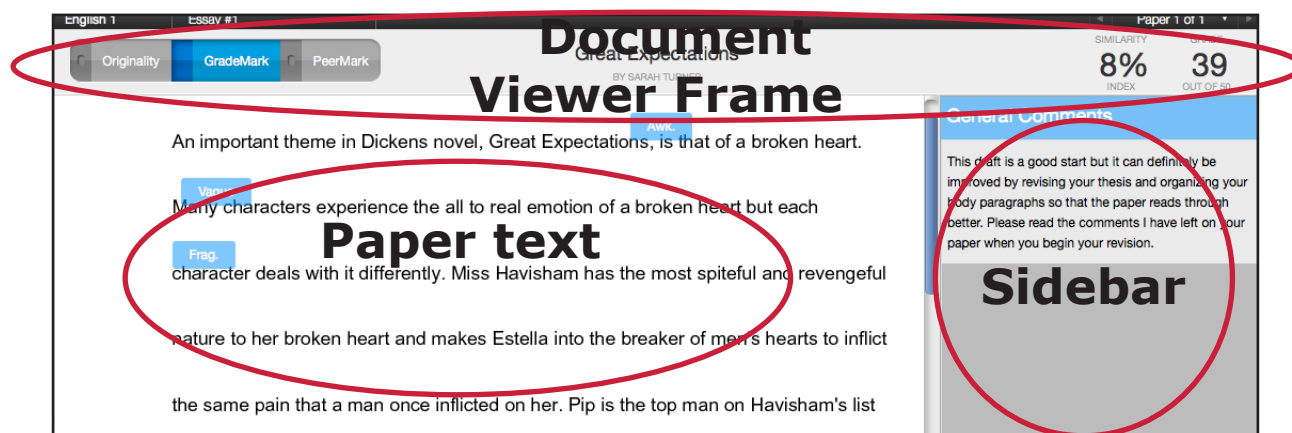 English 1 Essay #1 Paper 1 of 1
Originality GradeMark PeerMark
Great Expectations
BY SARAH TURNER
SIMILARITY GRADE
8% 39
INDEX OUT OF 50
Document
Viewer Frame
Awk.
An important theme in Dickens novel, Great Expectations, is that of a broken heart.
Vague
Many characters experience the all to real emotion of a broken heart but each
Paper text
Frag.
character deals with it differently. Miss Havisham has the most spiteful and revengeful
nature to her broken heart and makes Estella into the breaker of men's hearts to inflict
the same pain that a man once inflicted on her. Pip is the top man on Havisham's list
General Comments
This draft is a good start but it can definitely be
improved by revising your thesis and organizing your
body paragraphs so that the paper reads through
better. Please read the comments I have left on your
paper when you begin your revision.
Sidebar